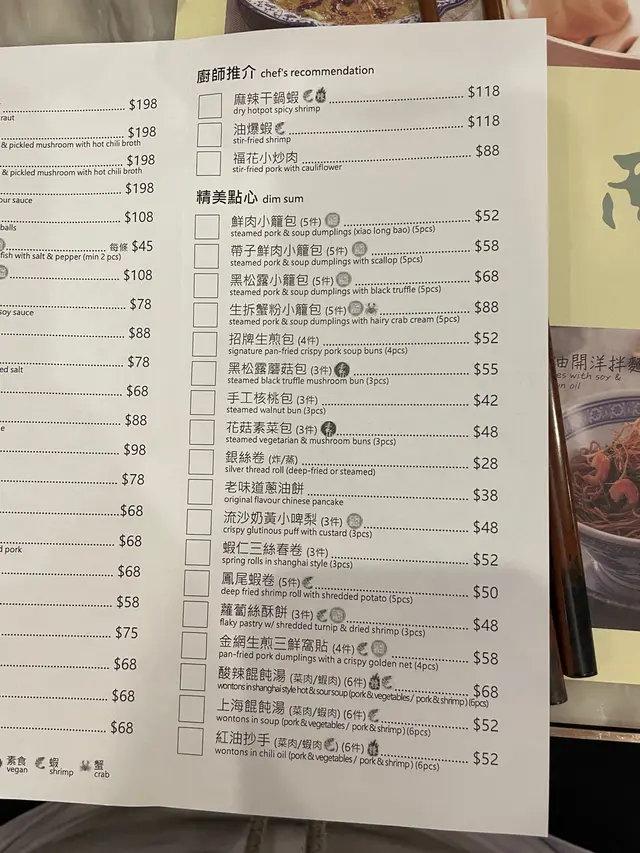 $198
raut
$198
& pickled mushroom with hot chili broth
$198
& pickled mushroom with hot chili broth
$198
our sauce
$108
balls
每條 $45
fish with salt & pepper (min 2 pcs)
$108
$78
soy sauce
$88
$78
ed salt
$68
$88
$98
$78
$68
$68
d pork
$68
$58
$75
$68
$68
$68
素食 蝦 蟹
vegan shrimp crab
廚師推介 chef's recommendation
麻辣干鍋蝦 $118
dry hotpot spicy shrimp
油爆蝦 $118
stir-fried shrimp
福花小炒肉 $88
stir-fried pork with cauliflower
精美點心 dim sum
鮮肉小籠包 (5件) $52
steamed pork & soup dumplings (xiao long bao) (5pcs)
帶子鮮肉小籠包 (5件) $58
steamed pork & soup dumplings with scallop (5pcs)
黑松露小籠包 (5件) $68
steamed pork & soup dumplings with black truffle (5pcs)
生拆蟹粉小籠包 (5件) $88
steamed pork & soup dumplings with hairy crab cream (5pcs)
招牌生煎包 (4件) $52
signature pan-fried crispy pork soup buns (4pcs)
黑松露蘑菇包 (3件) $55
steamed black truffle mushroom bun (3pcs)
手工核桃包 (3件) $42
steamed walnut bun (3pcs)
花菇素菜包 (3件) $48
steamed vegetarian & mushroom buns (3pcs)
銀絲卷 (炸/蒸) $28
silver thread roll (deep-fried or steamed)
老味道蔥油餅 $38
original flavour chinese pancake
流沙奶黃小啤梨 (3件) $48
crispy glutinous puff with custard (3pcs)
蝦仁三絲春卷 (3件) $52
spring rolls in shanghai style (3pcs)
鳳尾蝦卷 (5件) $50
deep fried shrimp roll with shredded potato (5pcs)
蘿蔔絲酥餅 (3件) $48
flaky pastry w/ shredded turnip & dried shrimp (3pcs)
金網生煎三鮮窩貼 (4件) $58
pan-fried pork dumplings with a crispy golden net (4pcs)
酸辣餛飩湯 (菜肉/蝦肉) (6件) $68
wontons in shanghai style hot & sour soup (pork & vegetables / pork & shrimp) (6pcs)
上海餛飩湯 (菜肉/蝦肉) (6件) $52
wontons in soup (pork & vegetables / pork & shrimp) (6pcs)
紅油抄手 (菜肉/蝦肉) (6件) $52
wontons in chili oil (pork & vegetables / pork & shrimp) (6pcs)
油開洋拌麵
es with soy &
n oil